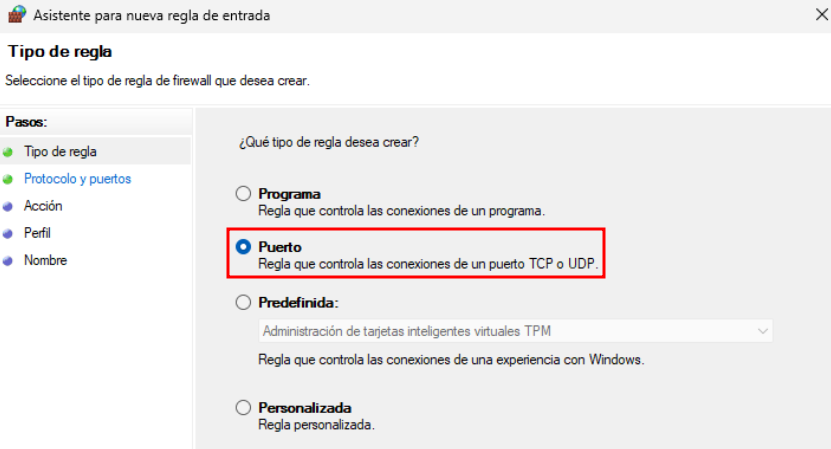 Asistente para nueva regla de entrada
Tipo de regla
Seleccione el tipo de regla de firewall que desea crear.
Pasos:
Tipo de regla
Protocolo y puertos
Acción
Perfil
Nombre
¿Qué tipo de regla desea crear?
Programa
Regla que controla las conexiones de un programa.
Puerto
Regla que controla las conexiones de un puerto TCP o UDP.
Predefinida:
Administración de tarjetas inteligentes virtuales TPM
Regla que controla las conexiones de una experiencia con Windows.
Personalizada
Regla personalizada.